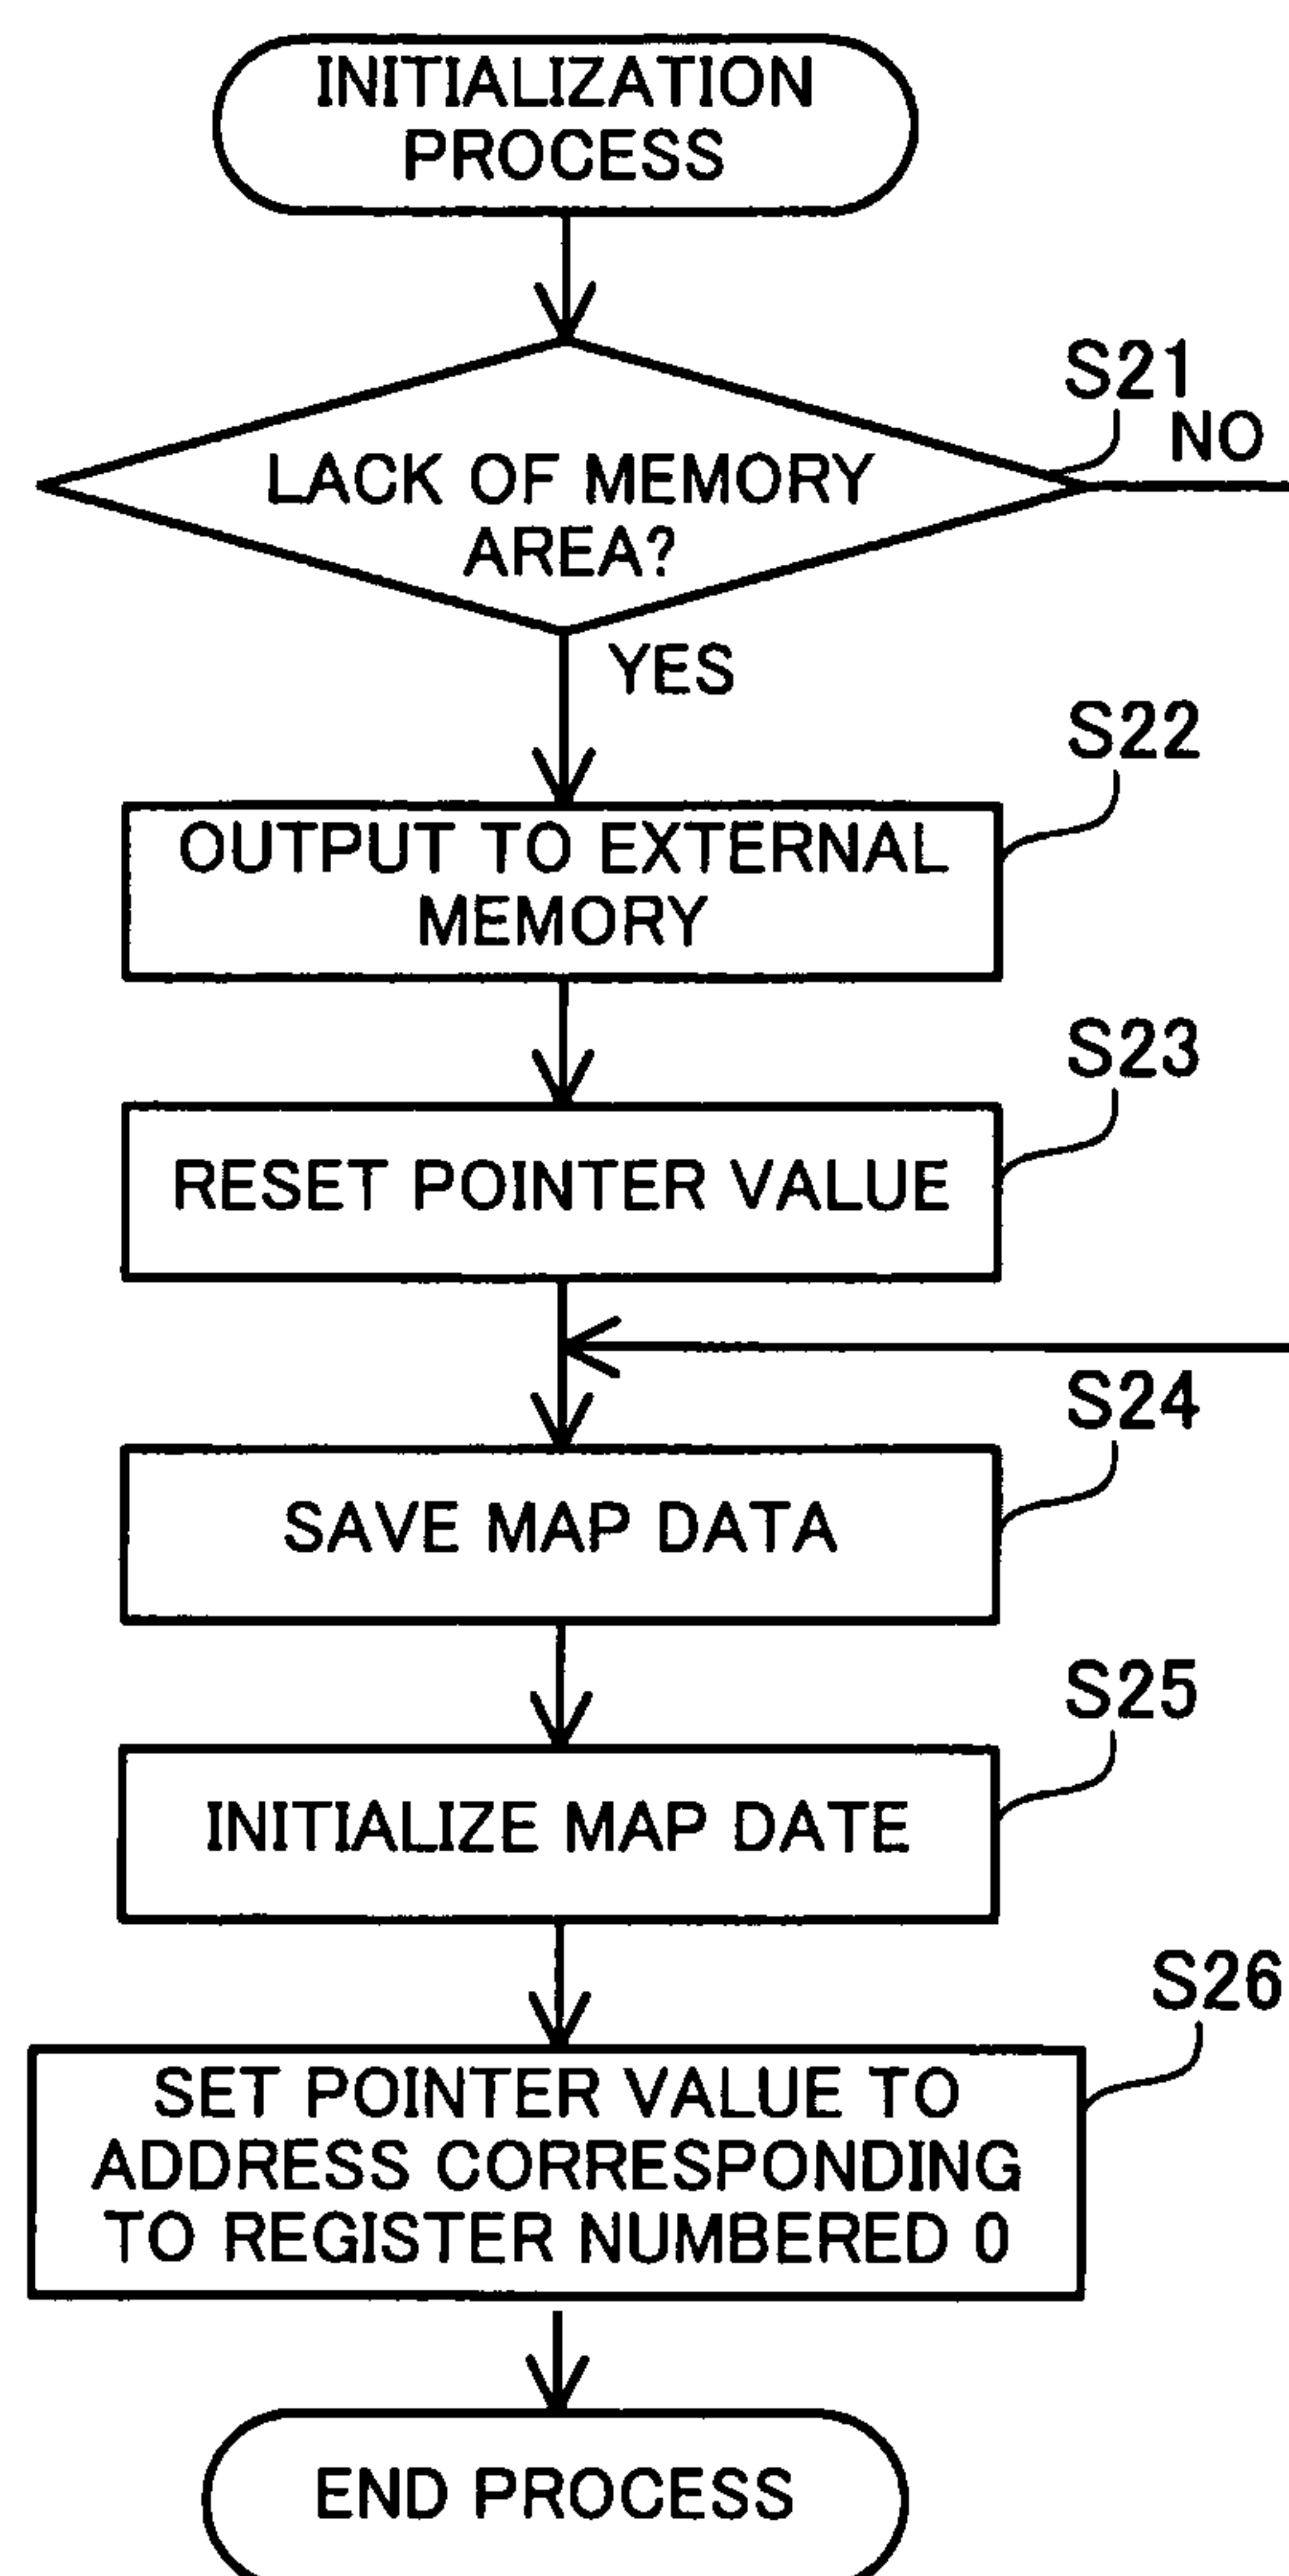 INITIALIZATION
PROCESS
S21
NO
LACK OF MEMORY
AREA?
YES
S22
OUTPUT TO EXTERNAL
MEMORY
S23
RESET POINTER VALUE
S24
SAVE MAP DATA
S25
INITIALIZE MAP DATE
S26
SET POINTER VALUE TO
ADDRESS CORRESPONDING
TO REGISTER NUMBERED 0
END PROCESS